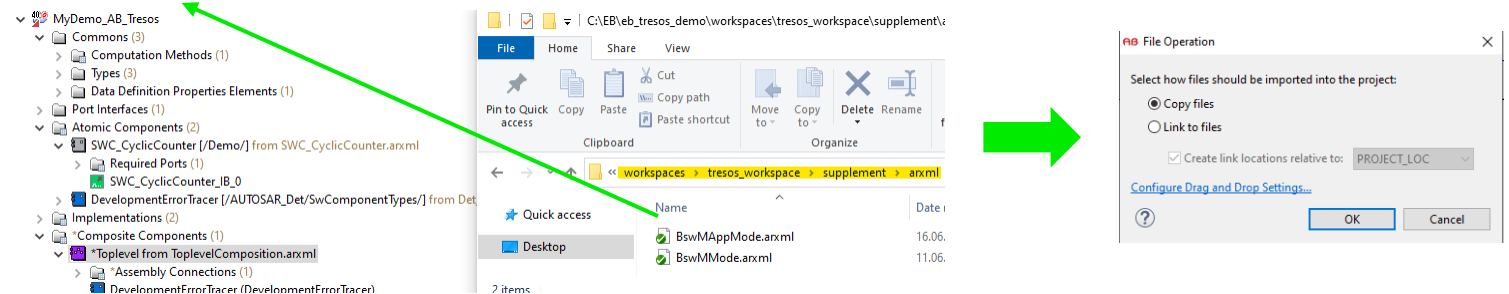 MyDemo_AB_Tresos
Commons (3)
Computation Methods (1)
Types (3)
Data Definition Properties Elements (1)
Port Interfaces (1)
Atomic Components (2)
SWC_CyclicCounter [/Demo/] from SWC_CyclicCounter.arxml
Required Ports (1)
SWC_CyclicCounter_IB_0
DevelopmentErrorTracer [/AUTOSAR_Det/SwComponentTypes/] from Det_
Implementations (2)
*Composite Components (1)
*Toplevel from ToplevelComposition.arxml
*Assembly Connections (1)
DevelopmentErrorTracer (DevelopmentErrorTracer)
C:\EB\eb_tresos_demo\workspaces\tresos_workspace\supplement\a
File Home Share View
Pin to Quick access
Copy
Paste
Cut
Copy path
Paste shortcut
Clipboard
Move to
Copy to
Delete
Rename
Organize
« workspaces > tresos_workspace > supplement > arxml
Quick access
Desktop
Name
Date
BswMAppMode.arxml
16.06.
BswMMode.arxml
11.06.
2 items
AB File Operation
Select how files should be imported into the project:
Copy files
Link to files
Create link locations relative to: PROJECT_LOC
Configure Drag and Drop Settings...
OK
Cancel